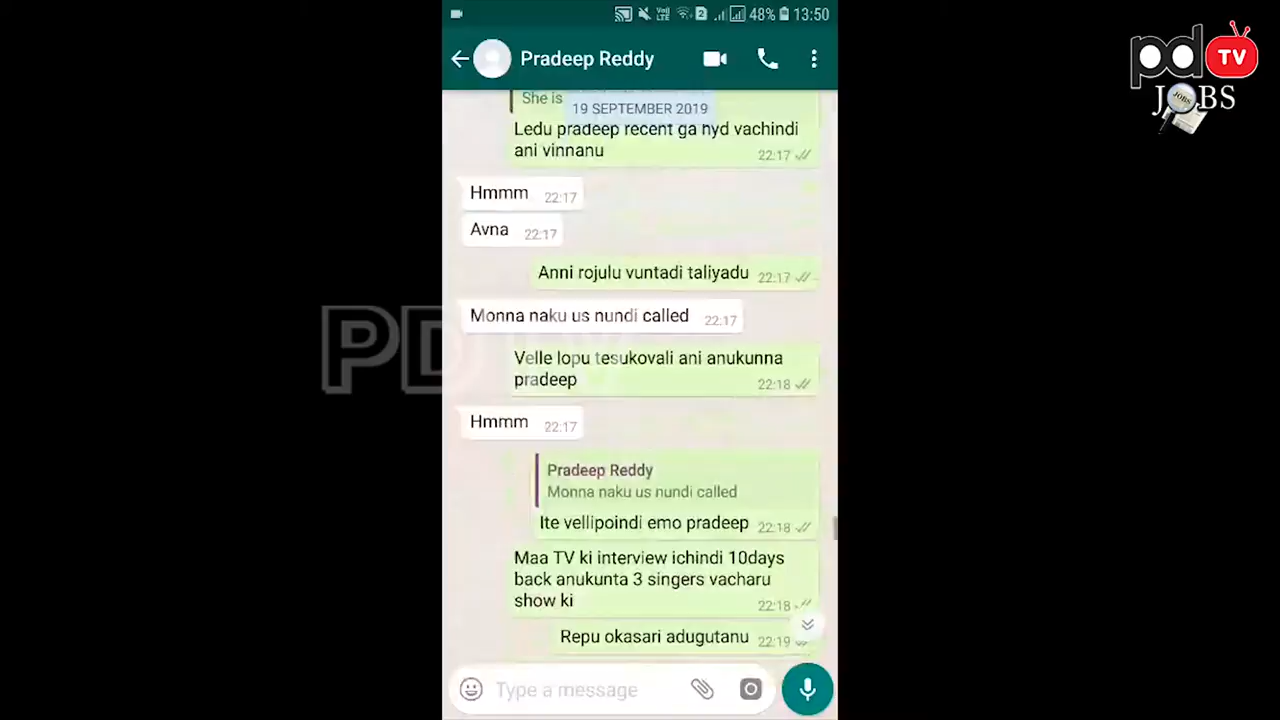 48% 13:50
pd TV
JOBS
Pradeep Reddy
She is
19 SEPTEMBER 2019
Ledu pradeep recent ga hyd vachindi
ani vinnanu
22:17
Hmmm 22:17
Avna 22:17
Anni rojulu vuntadi taliyadu 22:17
Monna naku us nundi called 22:17
Velle lopu tesukovali ani anukunna
pradeep 22:18
Hmmm 22:17
Pradeep Reddy
Monna naku us nundi called
Ite vellipoindi emo pradeep 22:18
Maa TV ki interview ichindi 10days
back anukunta 3 singers vacharu
show ki 22:18
Repu okasari adugutanu 22:19
Type a message